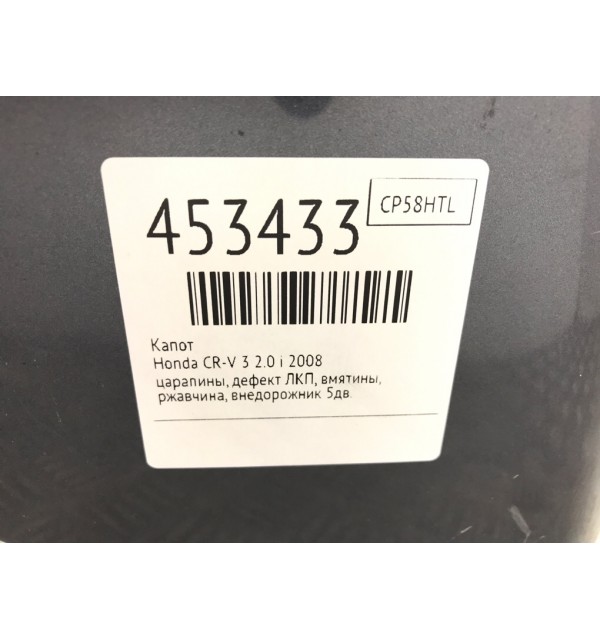 453433
CP58HTL
Капот
Honda CR-V 3 2.0 i 2008
царапины, дефект ЛКП, вмятины,
ржавчина, внедорожник 5дв.